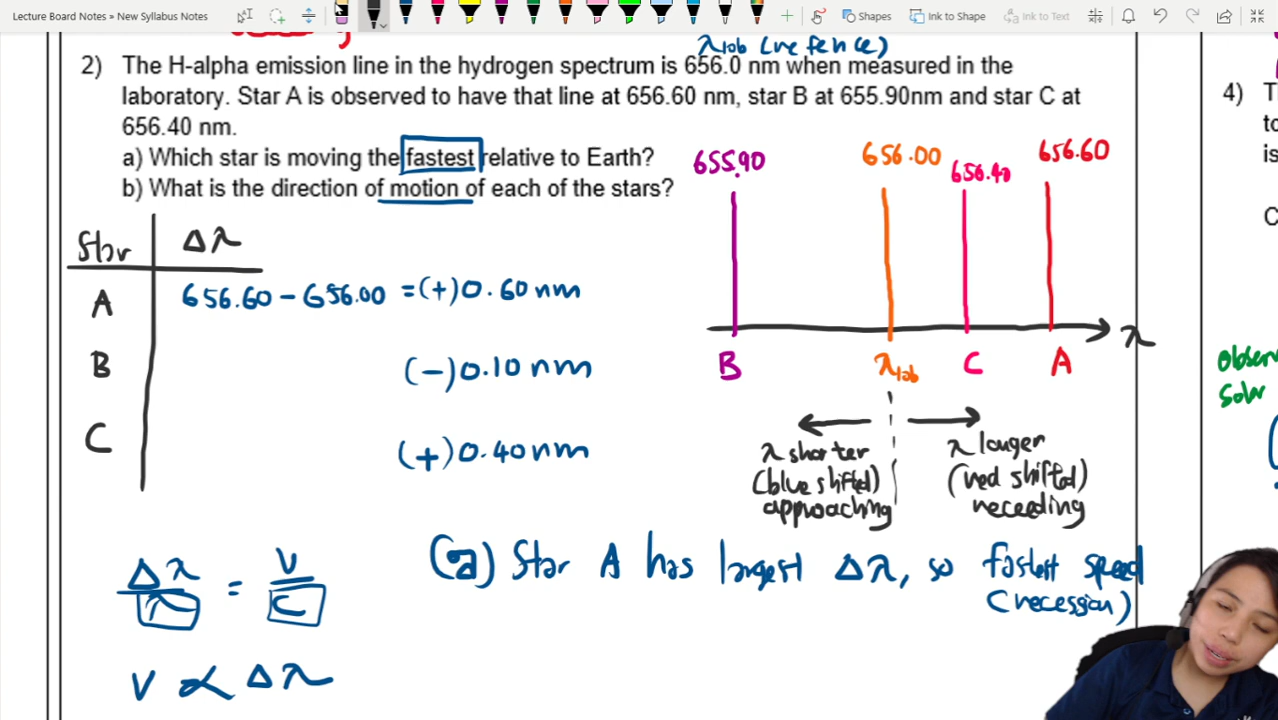 Lecture Board Notes » New Syllabus Notes
Shapes
Ink to Shape
Ink to Text
λlab (refence)
2) The H-alpha emission line in the hydrogen spectrum is 656.0 nm when measured in the
laboratory. Star A is observed to have that line at 656.60 nm, star B at 655.90nm and star C at
656.40 nm.
a) Which star is moving the fastest relative to Earth?
b) What is the direction of motion of each of the stars?
4)
C
655.90
656.00
656.40
656.60
λ
B
λlab
C
A
λ shorter
(blue shifted)
approaching
λ longer
(red shifted)
receeding
Star Δλ
A 656.60 - 656.00 = (+)0.60 nm
B (-)0.10 nm
C (+)0.40 nm
Δλ/λ = v/c
v ∝ Δλ
(a) Star A has largest Δλ, so fastest speed
(recession)